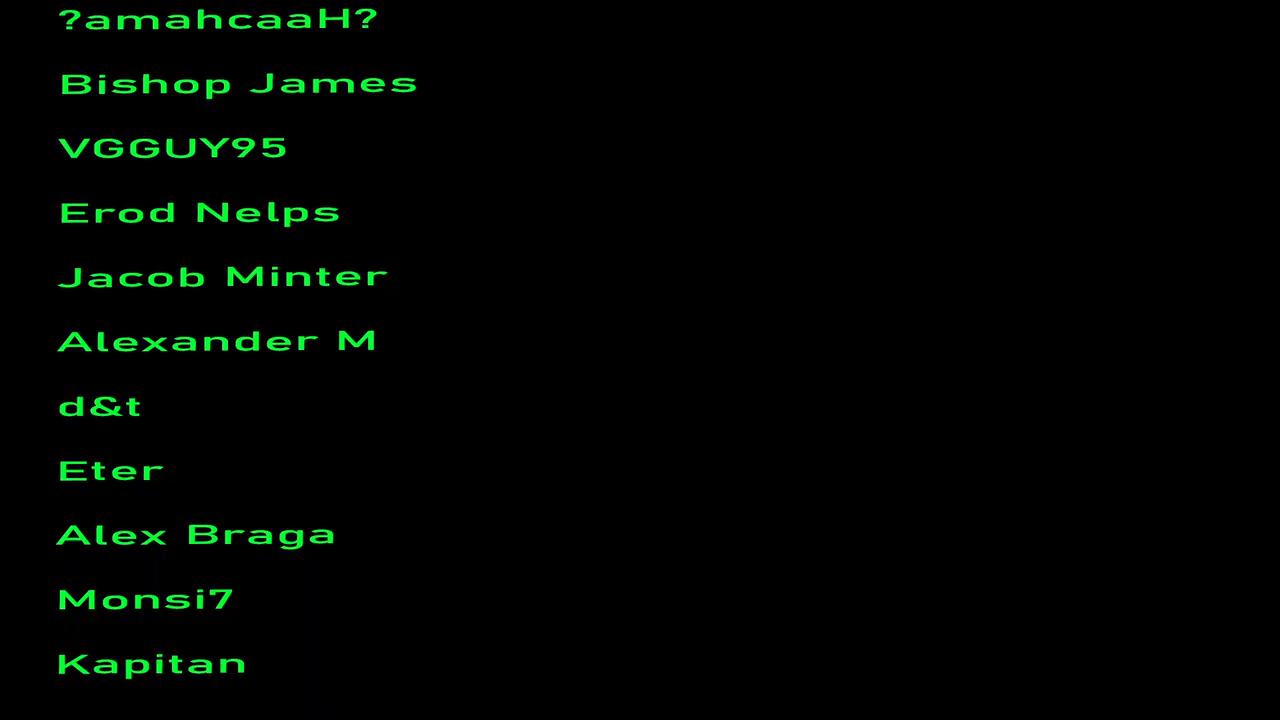 ?amahcaaH?
Bishop James
VGGUY95
Erod Nelps
Jacob Minter
Alexander M
d&t
Eter
Alex Braga
Monsi7
Kapitan